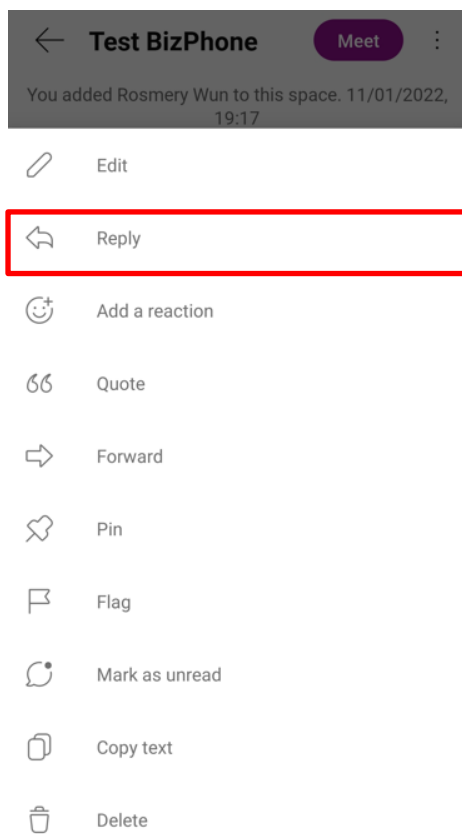 Test BizPhone
Meet
You added Rosmery Wun to this space. 11/01/2022,
19:17
Edit
Reply
Add a reaction
Quote
Forward
Pin
Flag
Mark as unread
Copy text
Delete